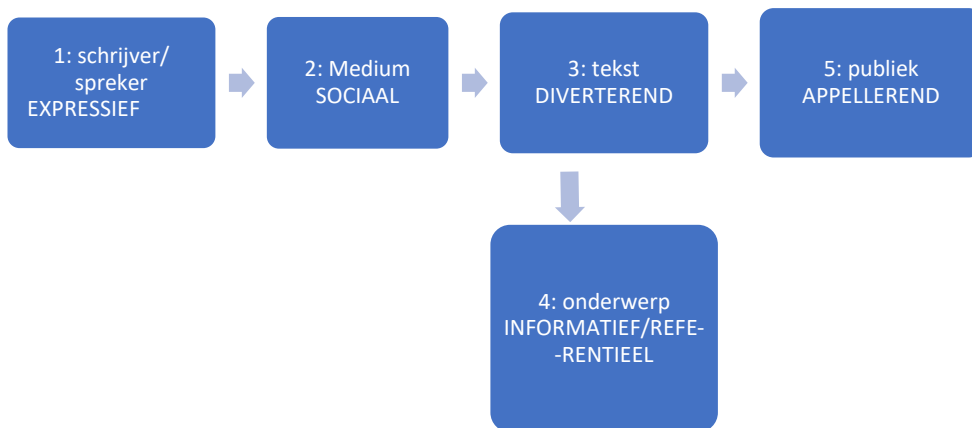 1: schrijver/
spreker
EXPRESSIEF
2: Medium
SOCIAAL
3: tekst
DIVERTEREND
5: publiek
APPELLEREND
4: onderwerp
INFORMATIEF/REFE-
-RENTIEEL